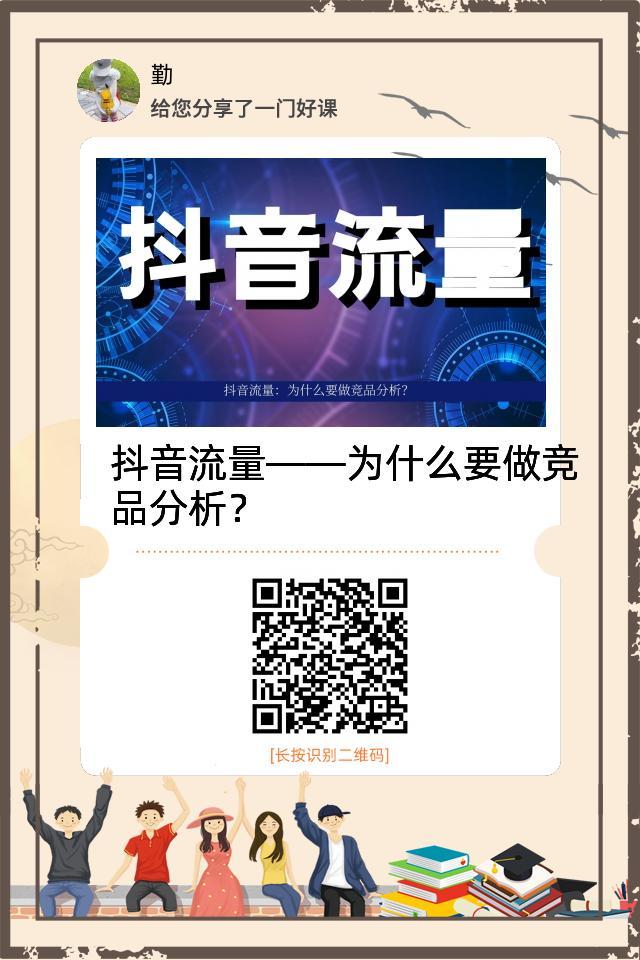 勤
给您分享了一门好课
抖音流量
抖音流量：为什么要做竞品分析？
抖音流量——为什么要做竞
品分析？
[长按识别二维码]